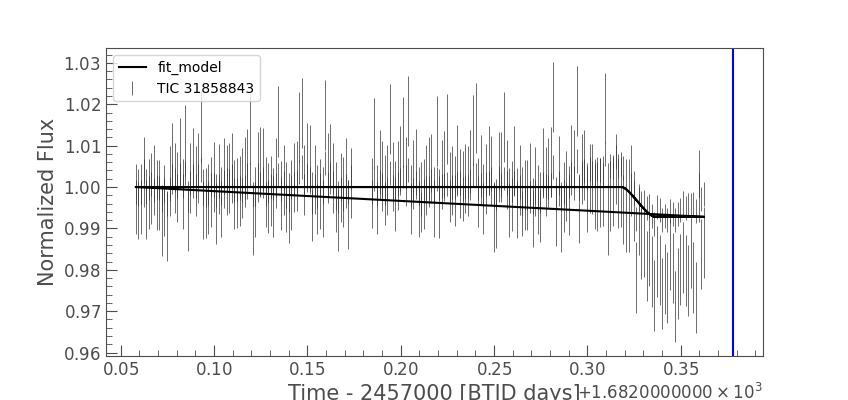 fit_model
TIC 31858843
Normalized Flux
1.03
1.02
1.01
1.00
0.99
0.98
0.97
0.96
0.05 0.10 0.15 0.20 0.25 0.30 0.35
Time - 2457000 [BTJD days]
+1.6820000000 × 10³